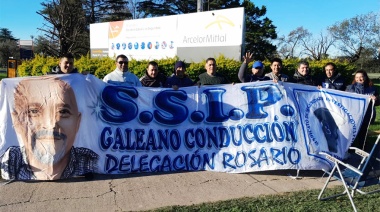 ArcelorMittal
S.S.I.P.
GALEANO CONDUCCIÓN
DELEGACIÓN ROSARIO